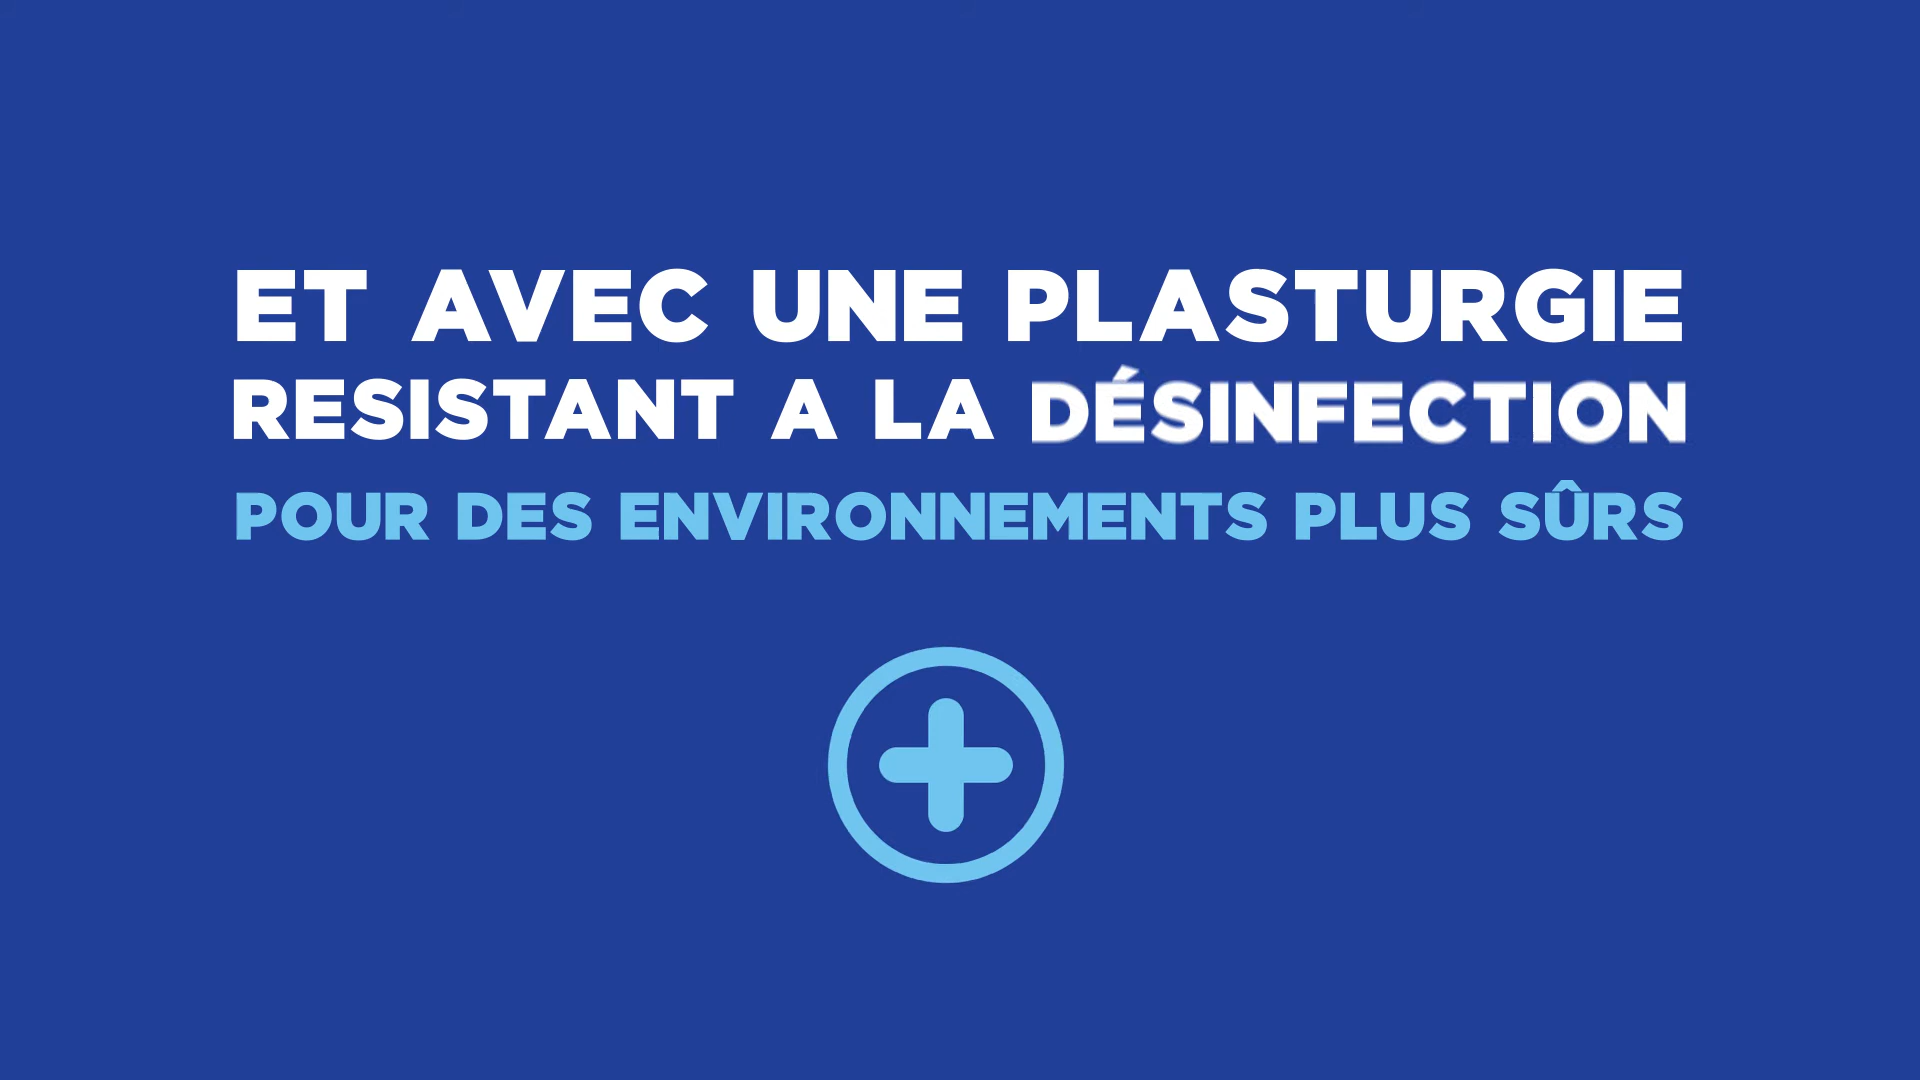 ET AVEC UNE PLASTURGIE
RESISTANT A LA DÉSINFECTION
POUR DES ENVIRONNEMENTS PLUS SÛRS